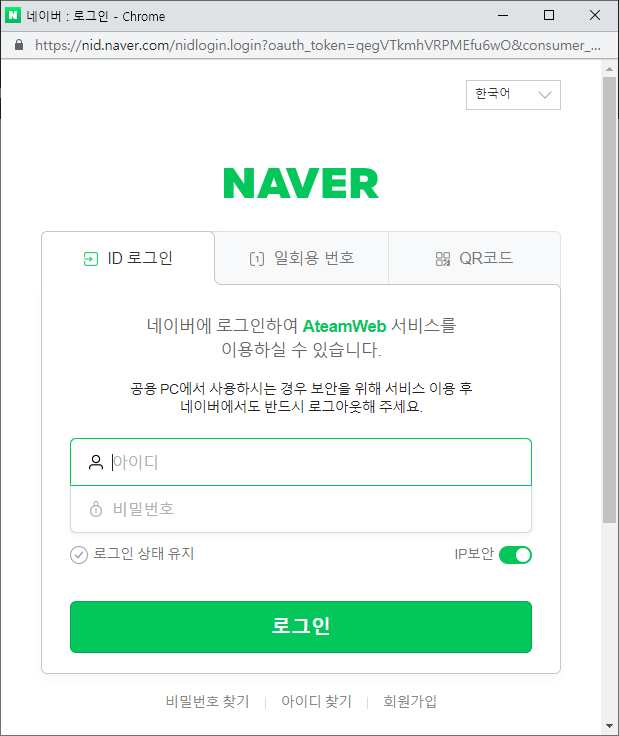 네이버 : 로그인 - Chrome
https://nid.naver.com/nidlogin.login?oauth_token=qegVTkmhVRPMEfu6wO&consumer_...
한국어
NAVER
ID 로그인
1 일회용 번호
QR코드
네이버에 로그인하여 AteamWeb 서비스를
이용하실 수 있습니다.
공용 PC에서 사용하시는 경우 보안을 위해 서비스 이용 후
네이버에서도 반드시 로그아웃해 주세요.
아이디
비밀번호
로그인 상태 유지
IP보안
로그인
비밀번호 찾기 | 아이디 찾기 | 회원가입